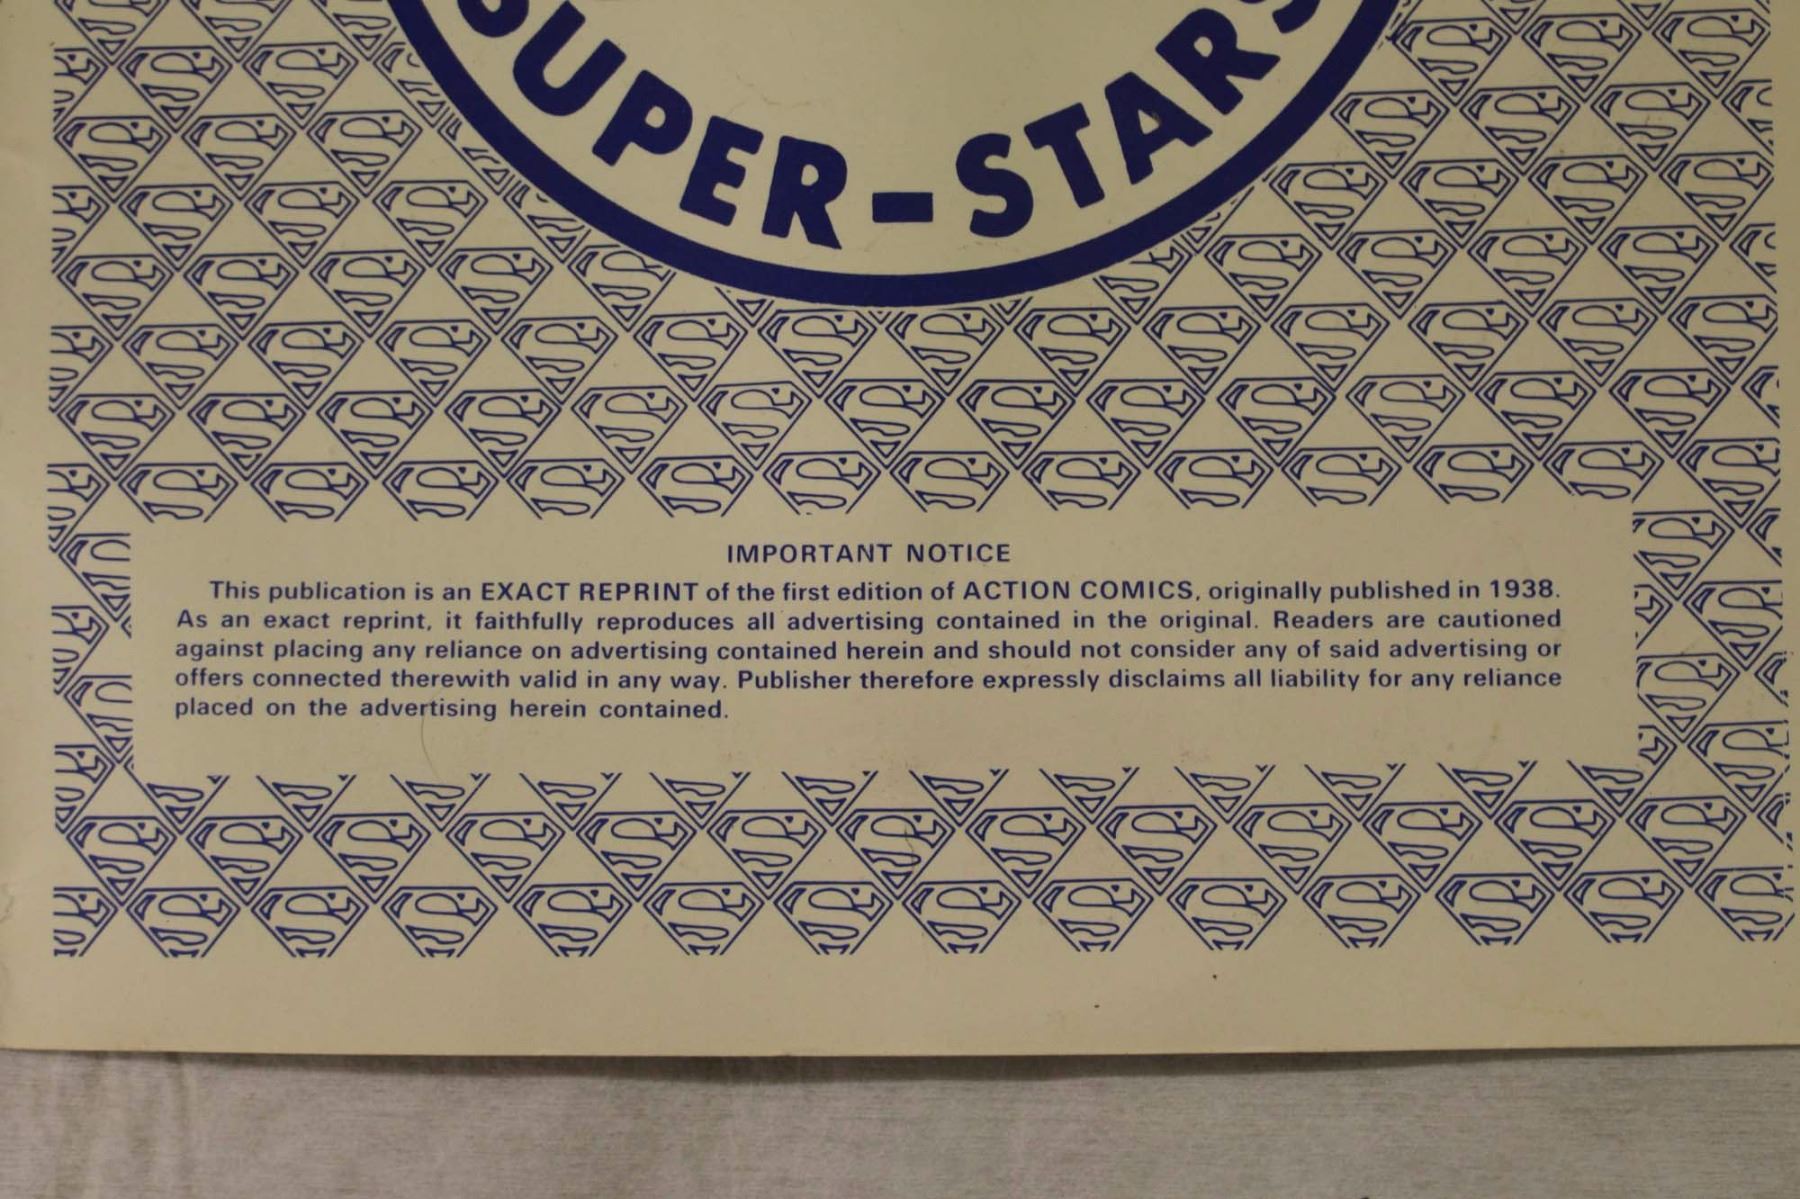 SUPER-STARS
IMPORTANT NOTICE
This publication is an EXACT REPRINT of the first edition of ACTION COMICS, originally published in 1938.
As an exact reprint, it faithfully reproduces all advertising contained in the original. Readers are cautioned
against placing any reliance on advertising contained herein and should not consider any of said advertising or
offers connected therewith valid in any way. Publisher therefore expressly disclaims all liability for any reliance
placed on the advertising herein contained.